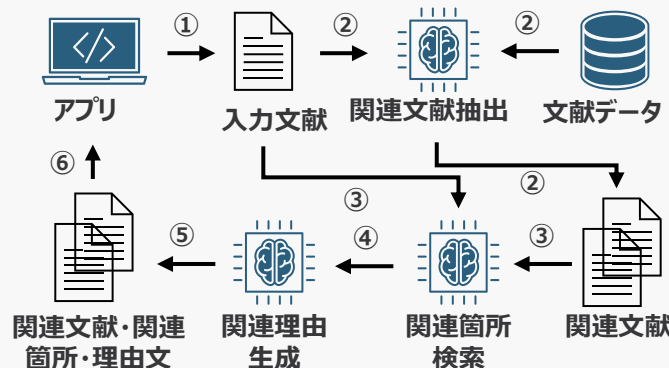 ①
②
②
アプリ
入力文献
関連文献抽出
文献データ
⑥
③
②
⑤
④
③
関連文献・関連
箇所・理由文
関連理由
生成
関連箇所
検索
関連文献